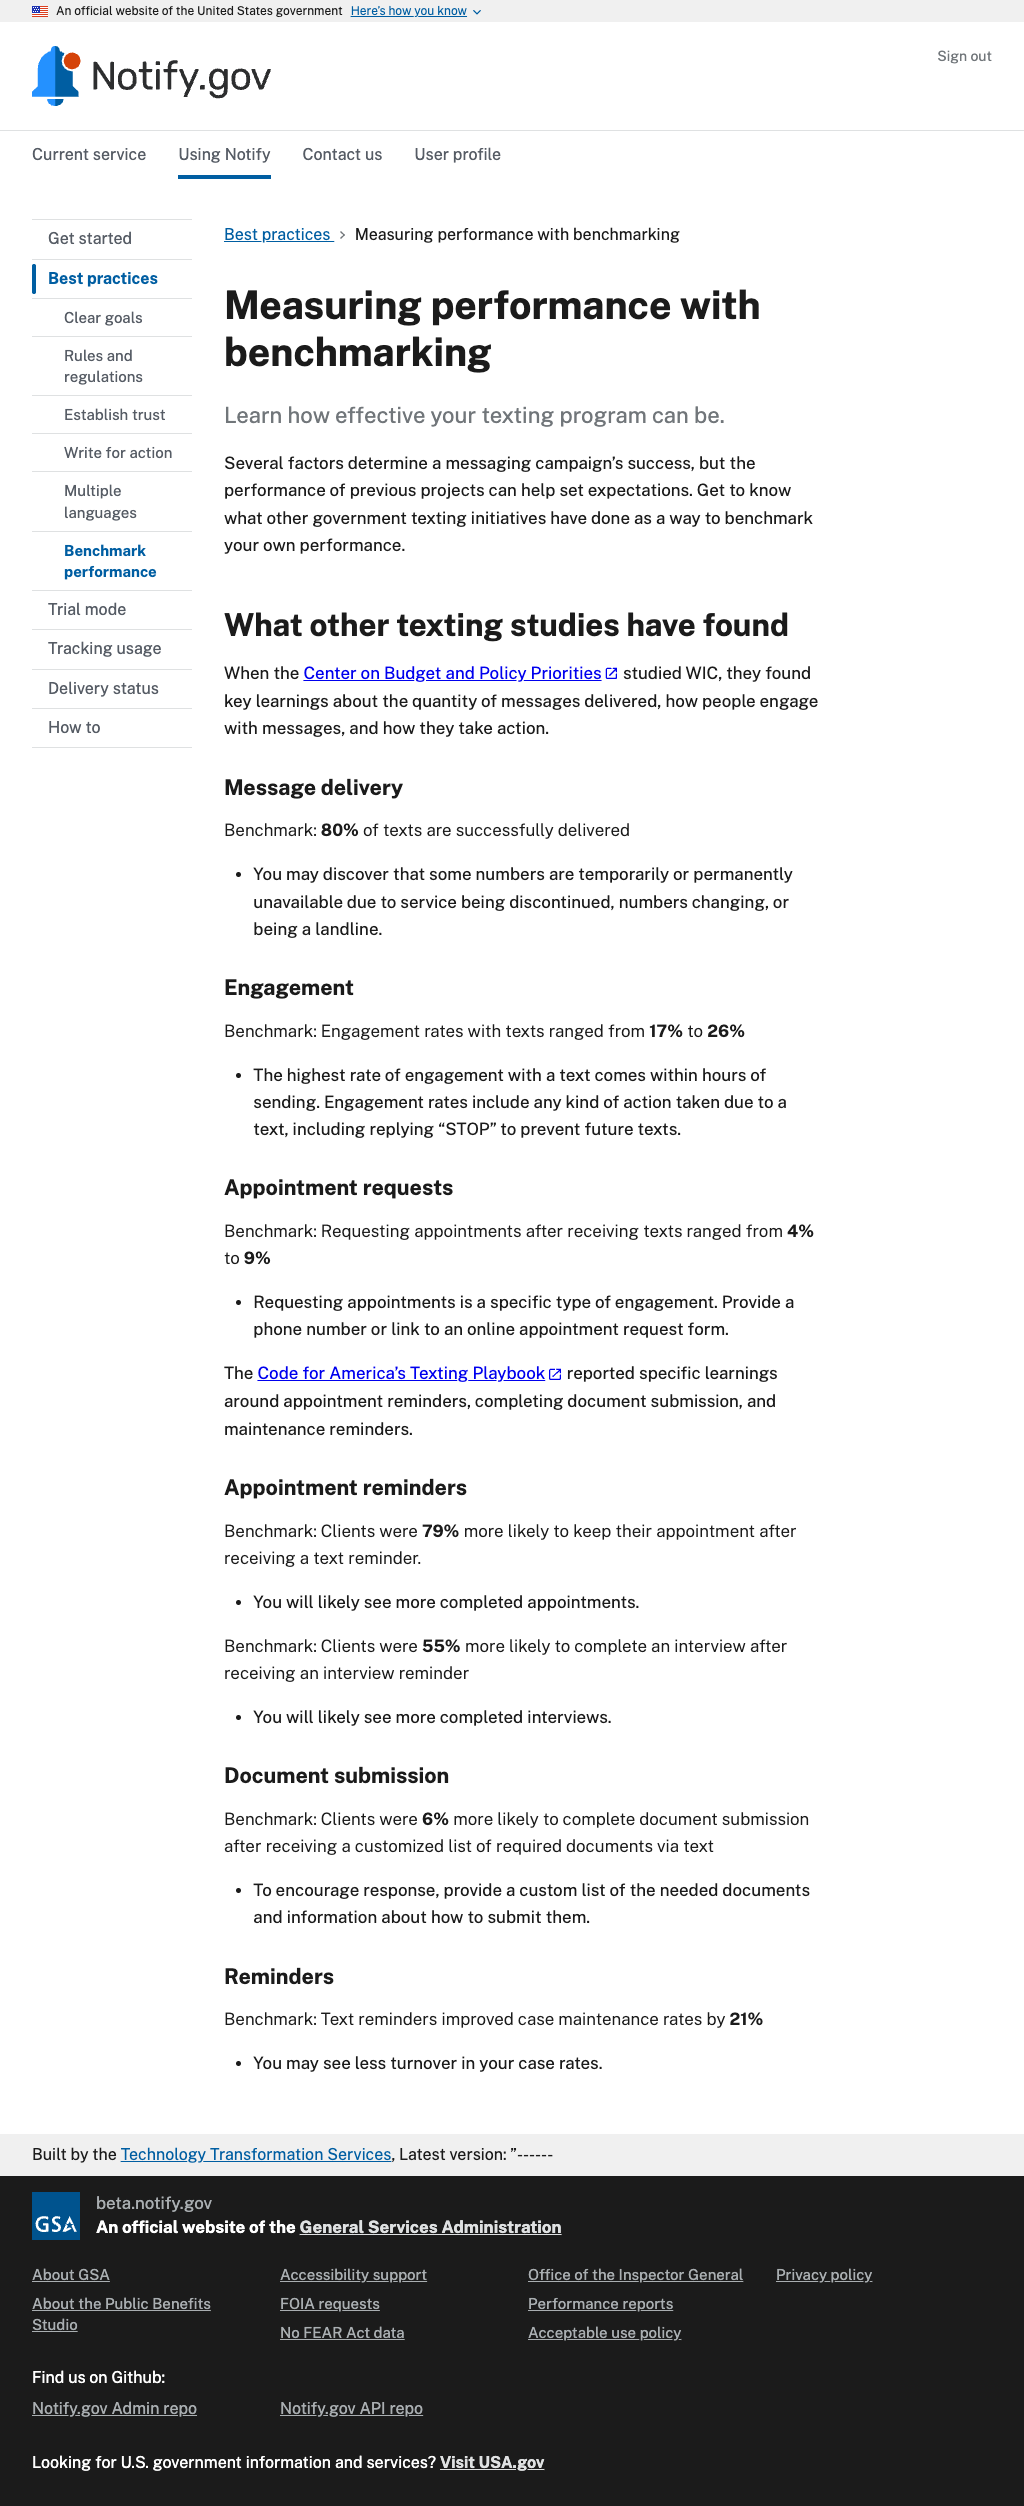 An official website of the United States government Here's how you know
Notify.gov
Sign out
Current service Using Notify Contact us User profile
Get started
Best practices
Clear goals
Rules and
regulations
Establish trust
Write for action
Multiple
languages
Benchmark
performance
Trial mode
Tracking usage
Delivery status
How to
Best practices > Measuring performance with benchmarking
Measuring performance with
benchmarking
Learn how effective your texting program can be.
Several factors determine a messaging campaign’s success, but the
performance of previous projects can help set expectations. Get to know
what other government texting initiatives have done as a way to benchmark
your own performance.
What other texting studies have found
When the Center on Budget and Policy Priorities studied WIC, they found
key learnings about the quantity of messages delivered, how people engage
with messages, and how they take action.
Message delivery
Benchmark: 80% of texts are successfully delivered
• You may discover that some numbers are temporarily or permanently
unavailable due to service being discontinued, numbers changing, or
being a landline.
Engagement
Benchmark: Engagement rates with texts ranged from 17% to 26%
• The highest rate of engagement with a text comes within hours of
sending. Engagement rates include any kind of action taken due to a
text, including replying “STOP” to prevent future texts.
Appointment requests
Benchmark: Requesting appointments after receiving texts ranged from 4%
to 9%
• Requesting appointments is a specific type of engagement. Provide a
phone number or link to an online appointment request form.
The Code for America’s Texting Playbook reported specific learnings
around appointment reminders, completing document submission, and
maintenance reminders.
Appointment reminders
Benchmark: Clients were 79% more likely to keep their appointment after
receiving a text reminder.
• You will likely see more completed appointments.
Benchmark: Clients were 55% more likely to complete an interview after
receiving an interview reminder
• You will likely see more completed interviews.
Document submission
Benchmark: Clients were 6% more likely to complete document submission
after receiving a customized list of required documents via text
• To encourage response, provide a custom list of the needed documents
and information about how to submit them.
Reminders
Benchmark: Text reminders improved case maintenance rates by 21%
• You may see less turnover in your case rates.
Built by the Technology Transformation Services, Latest version: ”------
GSA
beta.notify.gov
An official website of the General Services Administration
About GSA
About the Public Benefits
Studio
Accessibility support
FOIA requests
No FEAR Act data
Office of the Inspector General
Performance reports
Acceptable use policy
Privacy policy
Find us on Github:
Notify.gov Admin repo Notify.gov API repo
Looking for U.S. government information and services? Visit USA.gov